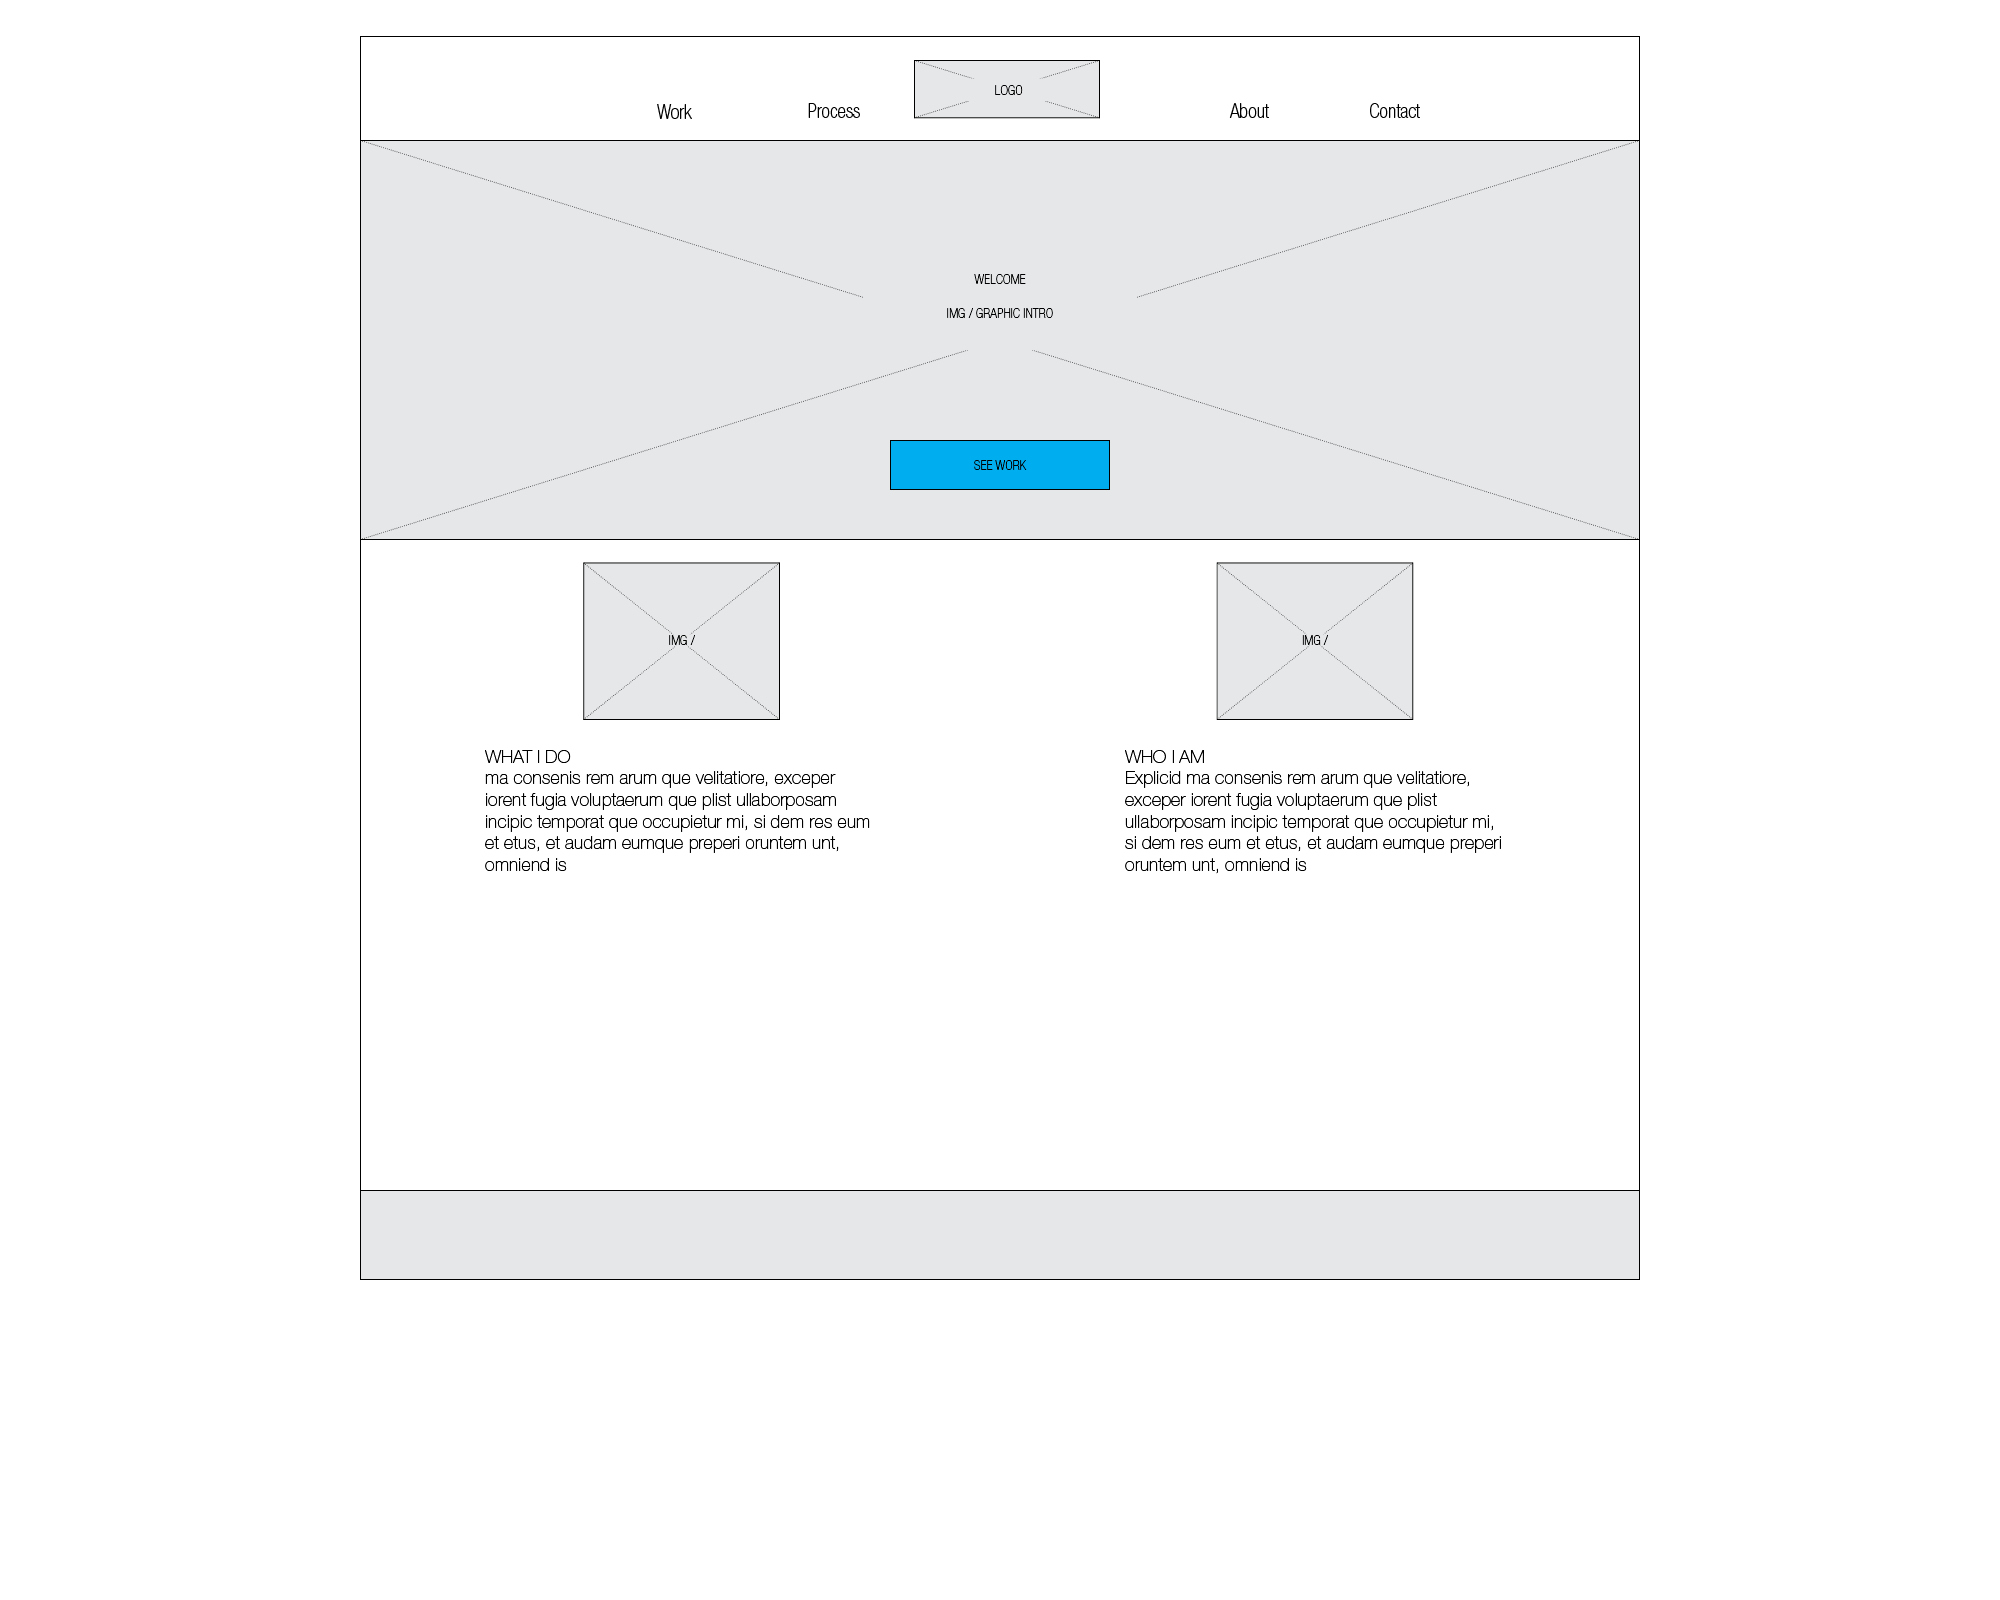 Work
Process
LOGO
About
Contact
WELCOME
IMG / GRAPHIC INTRO
SEE WORK
IMG /
IMG /
WHAT I DO
ma consenis rem arum que velitatiore, exceper
iorent fugia voluptaerum que plist ullaborposam
incipic temporat que occupietur mi, si dem res eum
et etus, et audam eumque preperi oruntem unt,
omniend is
WHO I AM
Explicid ma consenis rem arum que velitatiore,
exceper iorent fugia voluptaerum que plist
ullaborposam incipic temporat que occupietur mi,
si dem res eum et etus, et audam eumque preperi
oruntem unt, omniend is